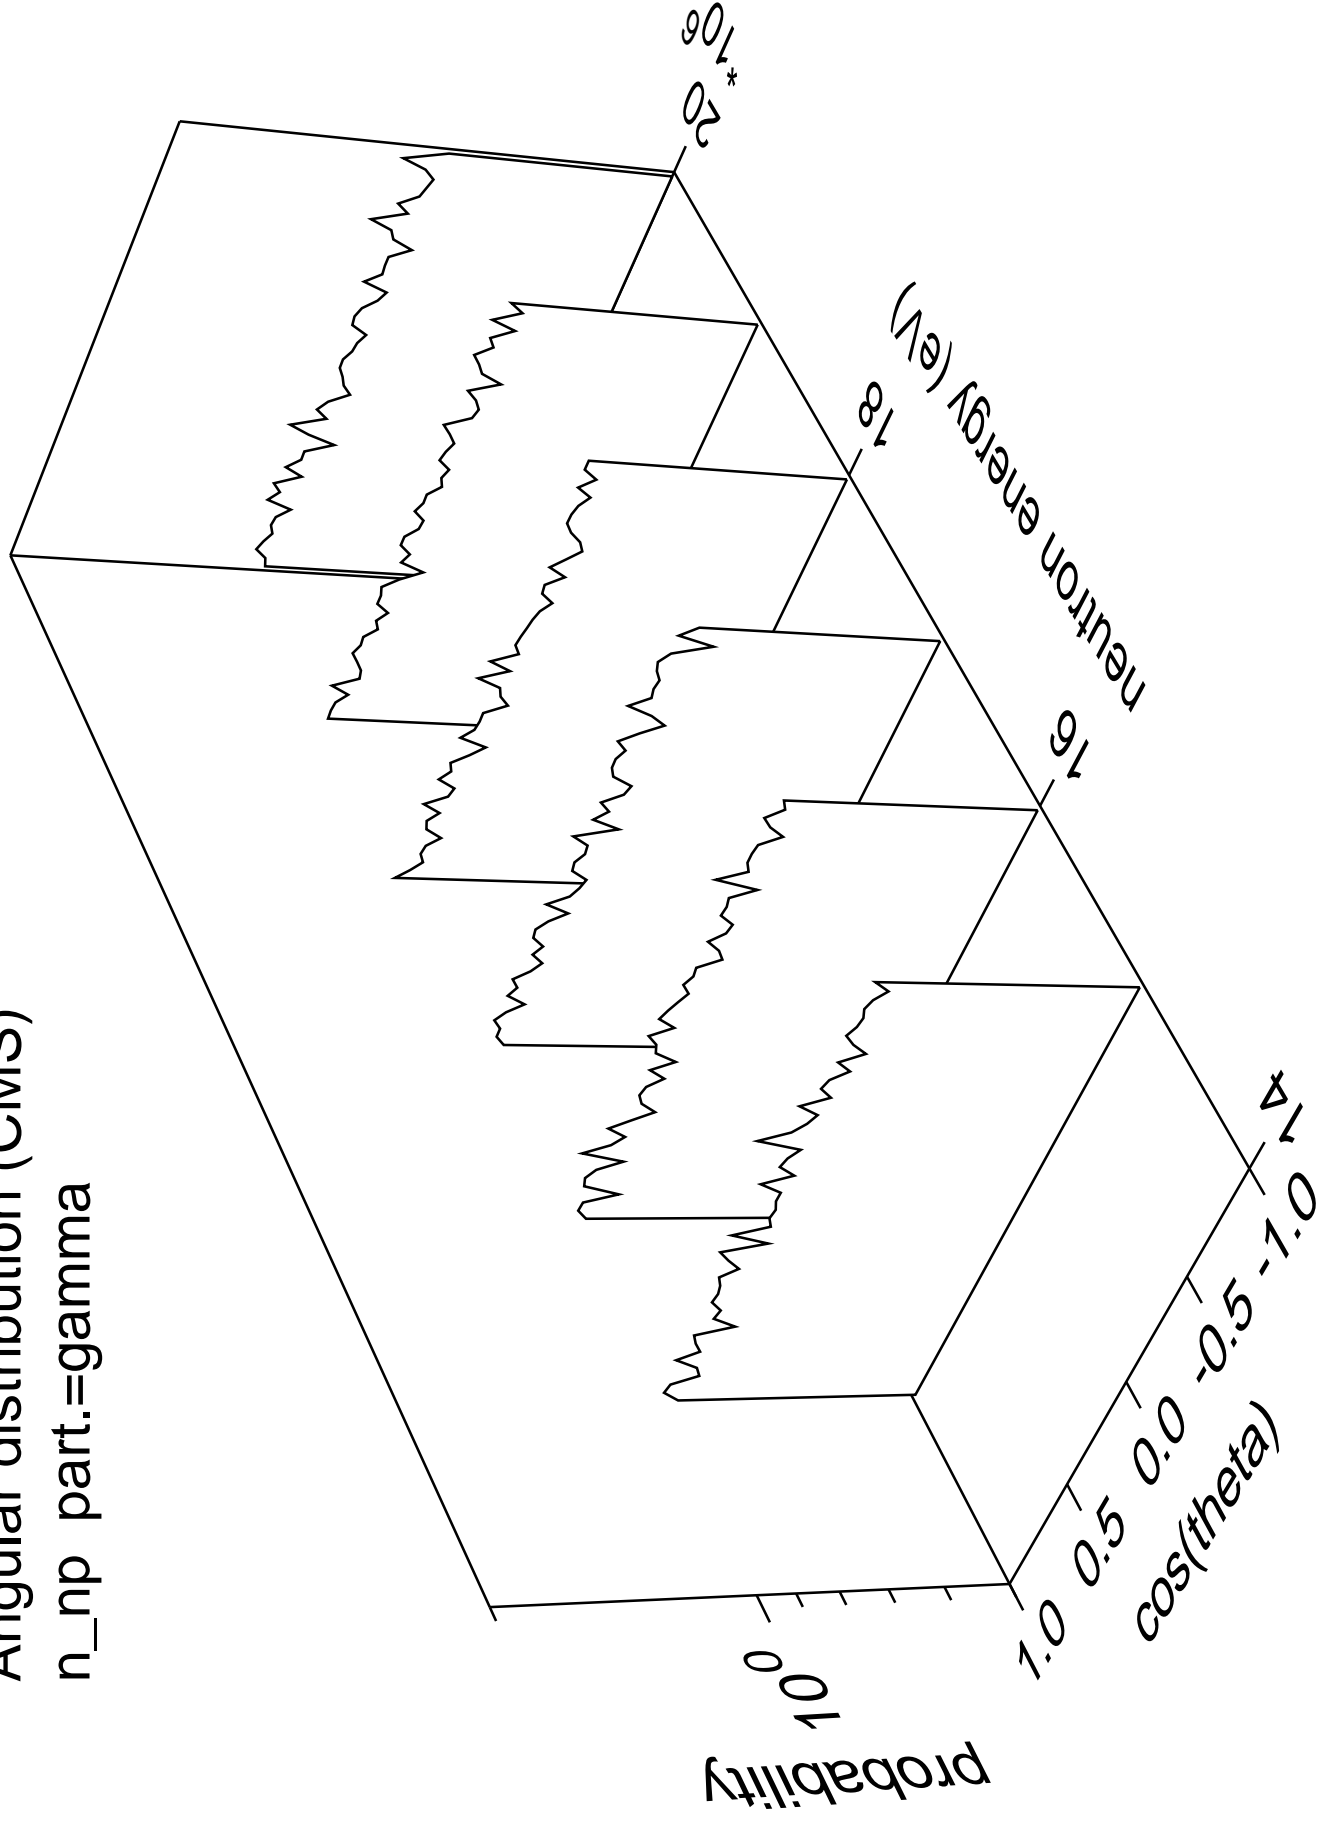 Angular distribution (CMS)
n_np part.=gamma
probability
10^0
cos(theta)
1.0
0.5
0.0
-0.5
-1.0
neutron energy (eV)
14
16
18
20
*10^6